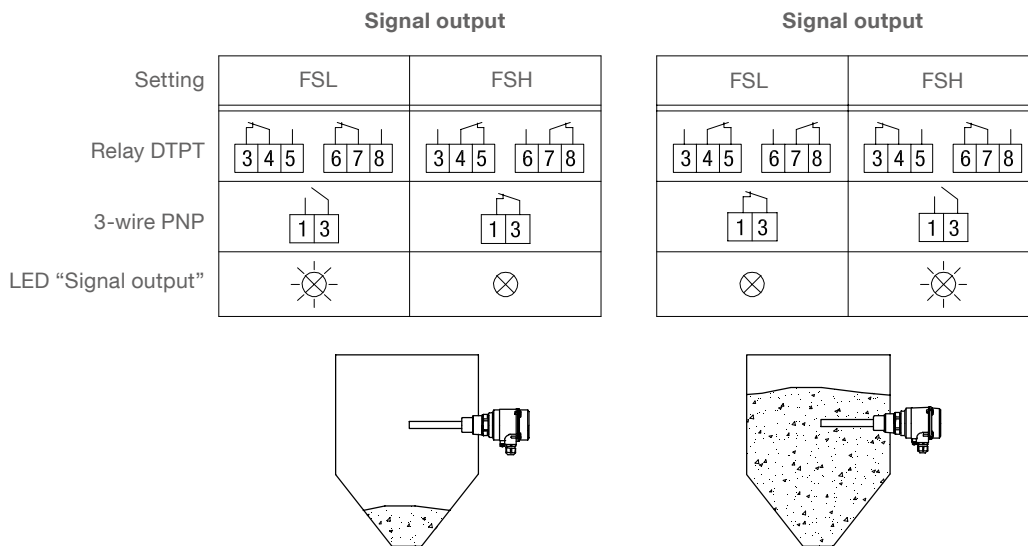 Signal output Signal output
Setting FSL FSH FSL FSH
Relay DTPT 3 4 5 6 7 8 3 4 5 6 7 8 3 4 5 6 7 8 3 4 5 6 7 8
3-wire PNP 1 3 1 3 1 3 1 3
LED “Signal output”